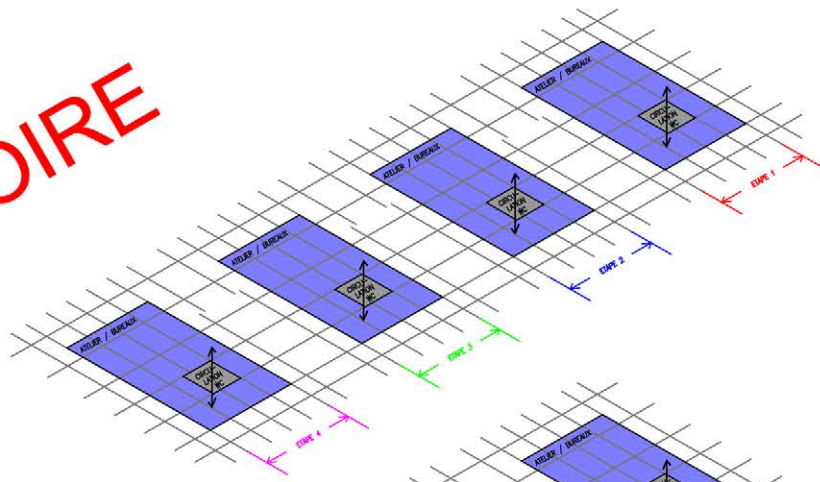 OIRE
ATELIER / BUREAUX
CIRCU-
LATION
WC
ETAPE 1
ATELIER / BUREAUX
CIRCU-
LATION
WC
ETAPE 2
ATELIER / BUREAUX
CIRCU-
LATION
WC
ETAPE 3
ATELIER / BUREAUX
CIRCU-
LATION
WC
ETAPE 4
ATELIER / BUREAUX